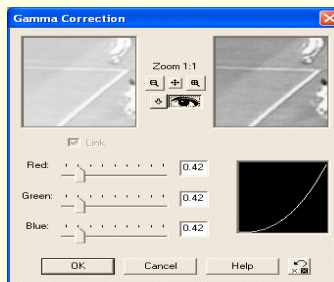 Gamma Correction
Zoom 1:1
Link
Red: 0.42
Green: 0.42
Blue: 0.42
OK Cancel Help